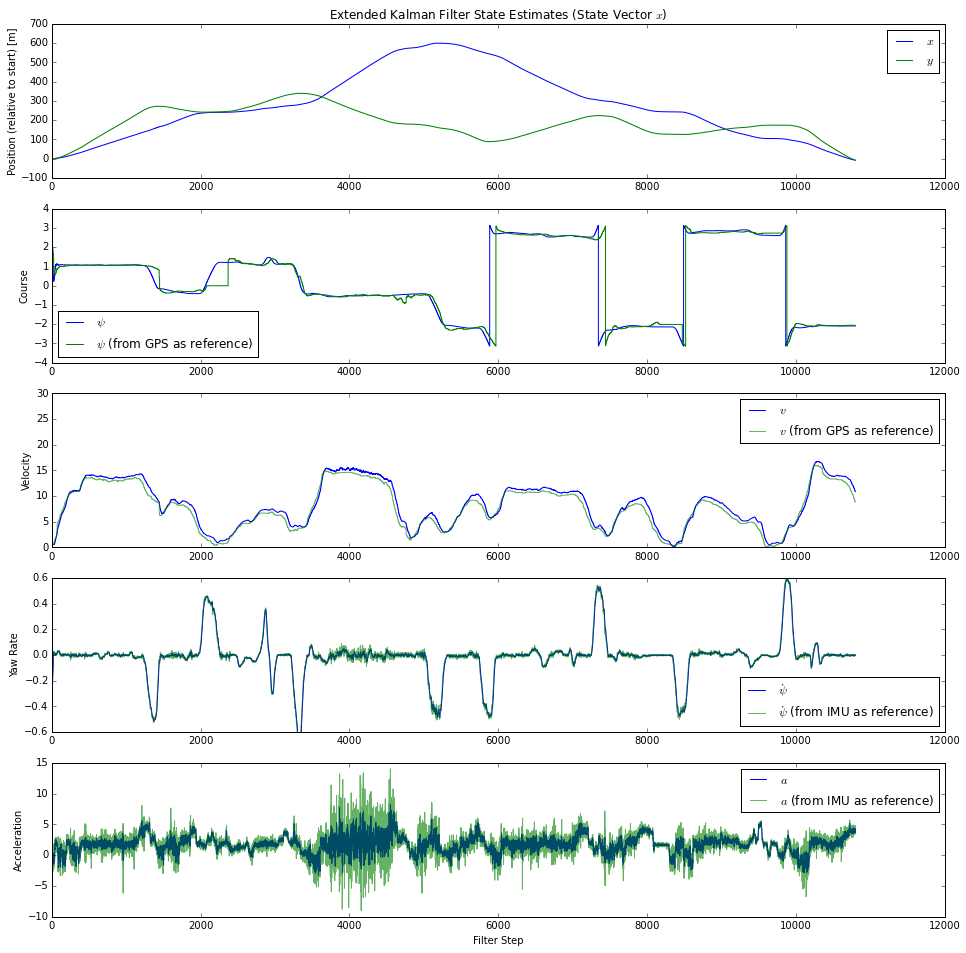 Extended Kalman Filter State Estimates (State Vector x)
Position (relative to start) [m]
700
600
500
400
300
200
100
0
−100
x
y
0 2000 4000 6000 8000 10000 12000
Course
4
3
2
1
0
−1
−2
−3
−4
ψ
ψ (from GPS as reference)
0 2000 4000 6000 8000 10000 12000
Velocity
30
25
20
15
10
5
0
v
v (from GPS as reference)
0 2000 4000 6000 8000 10000 12000
Yaw Rate
0.6
0.4
0.2
0.0
−0.2
−0.4
−0.6
ψ̇
ψ̇ (from IMU as reference)
0 2000 4000 6000 8000 10000 12000
Acceleration
15
10
5
0
−5
−10
a
a (from IMU as reference)
0 2000 4000 6000 8000 10000 12000
Filter Step